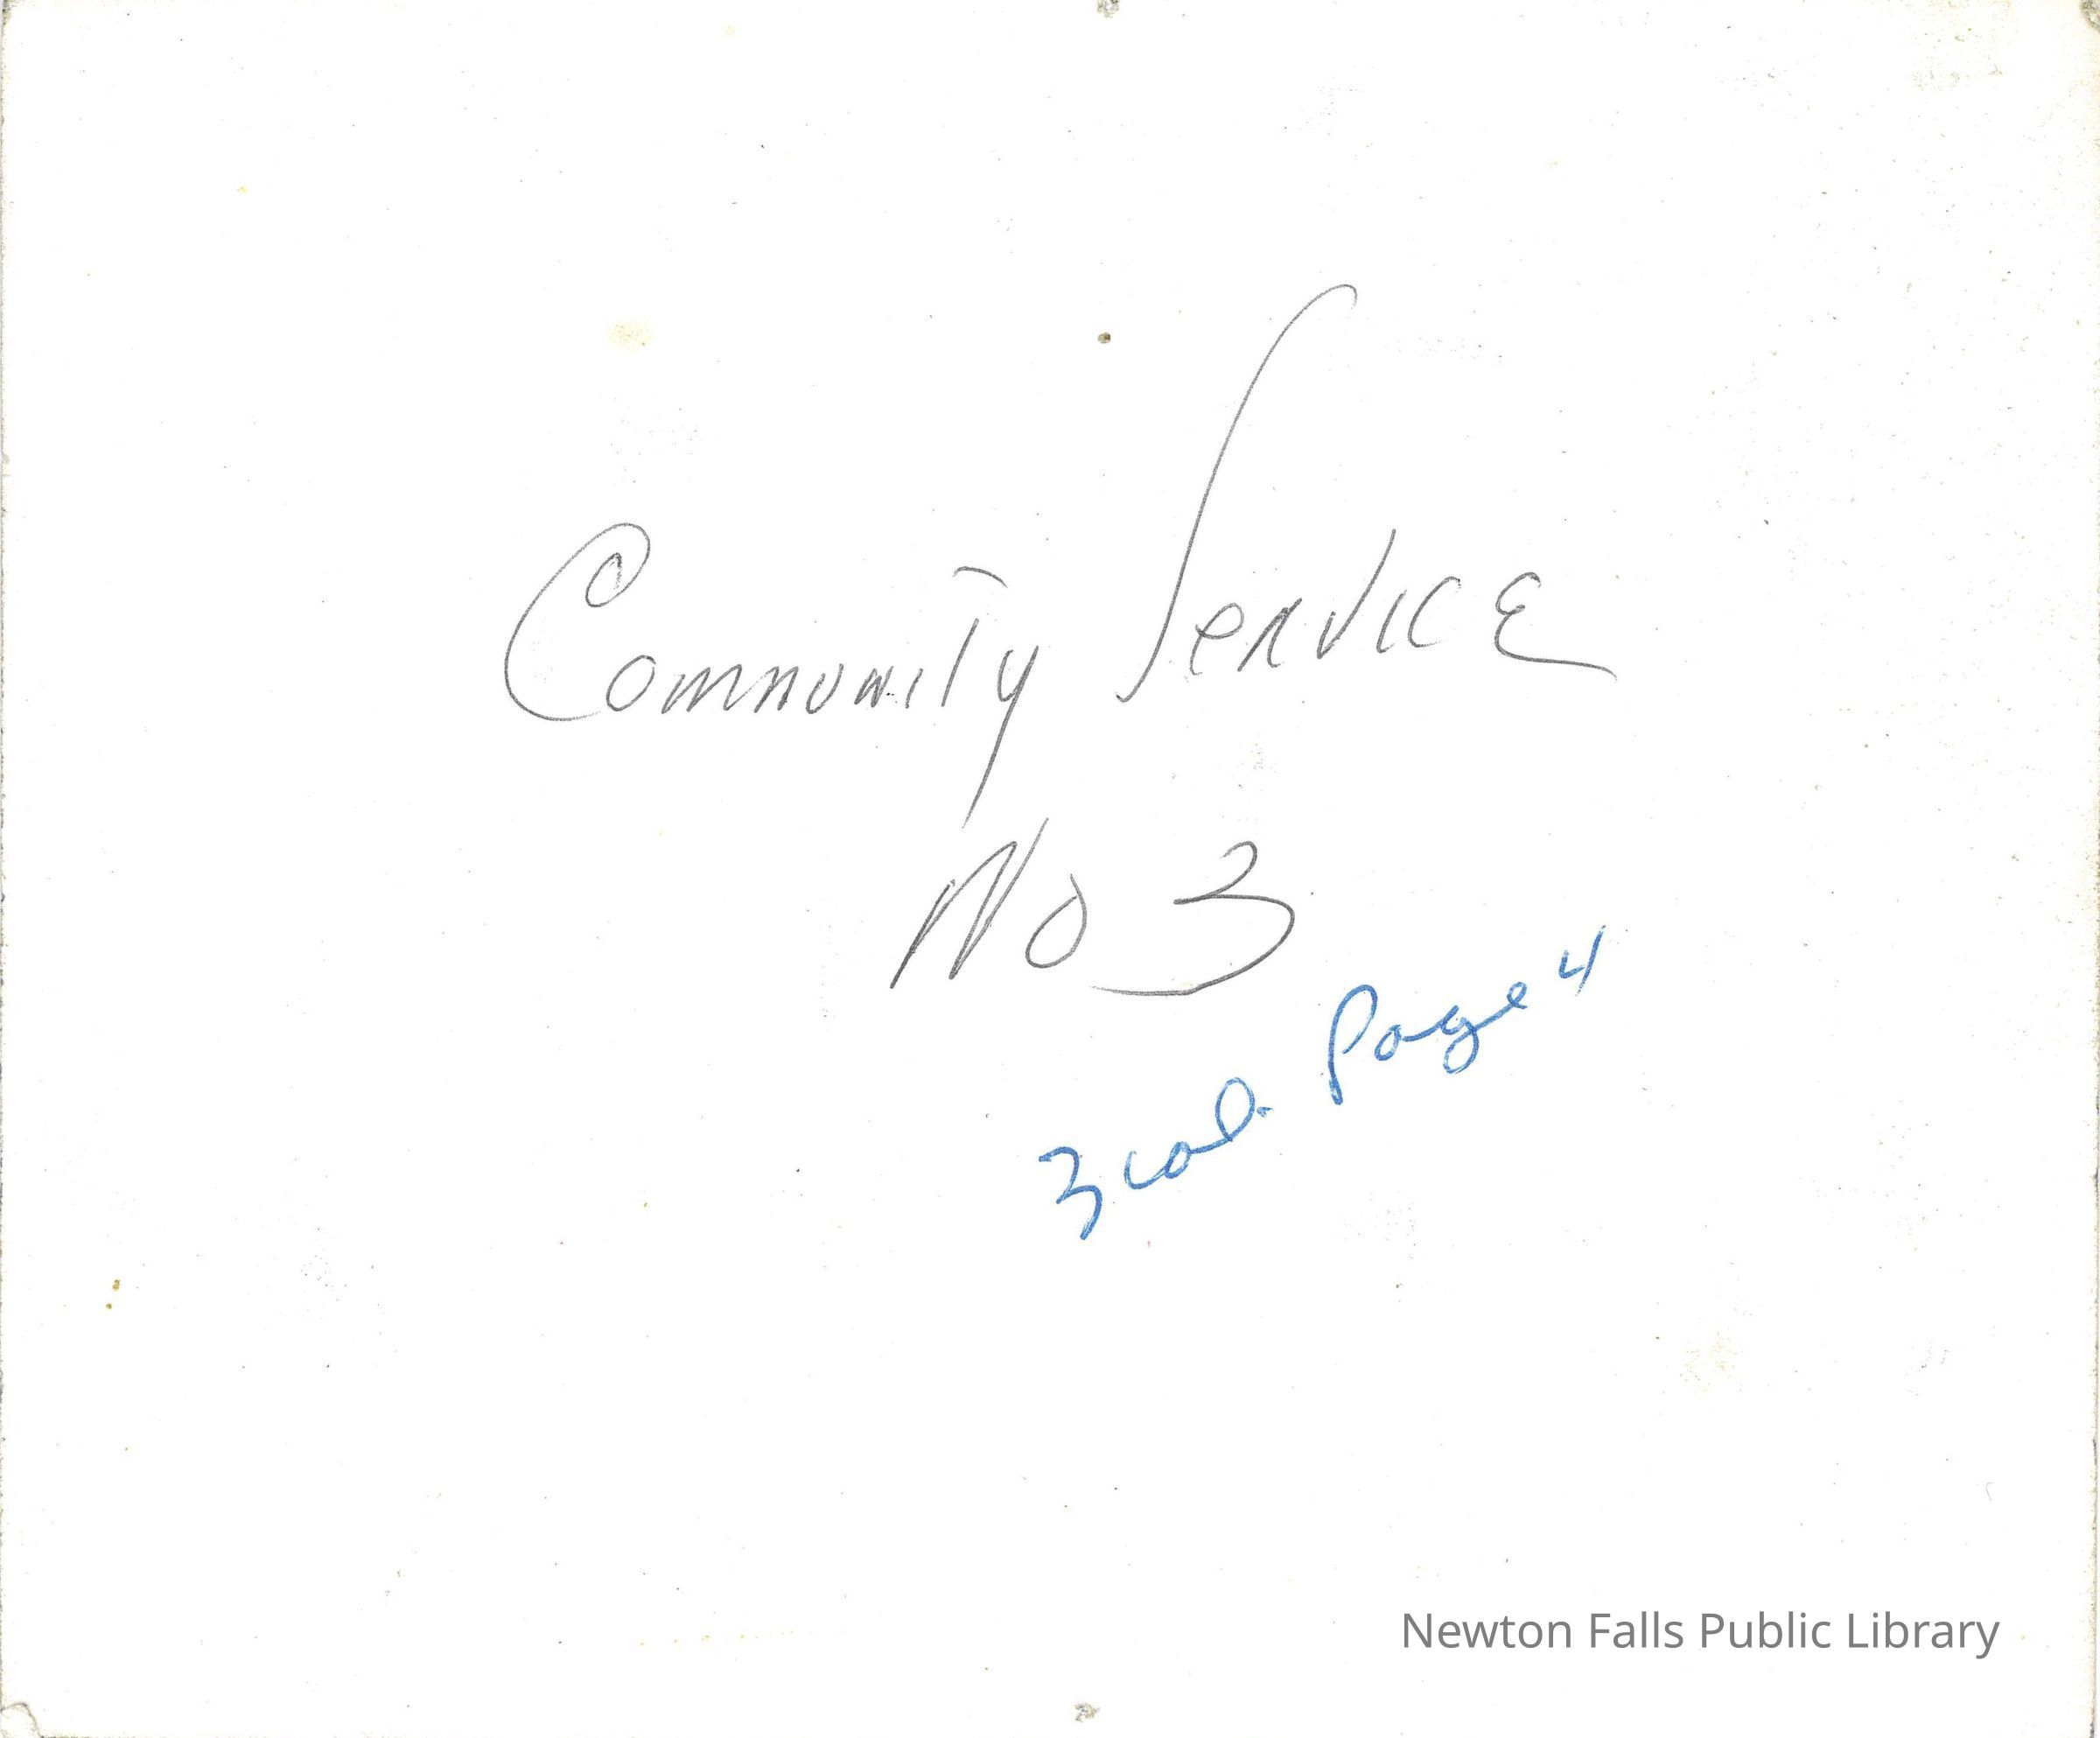 Community Service
No 3
3 col. Page 4
Newton Falls Public Library